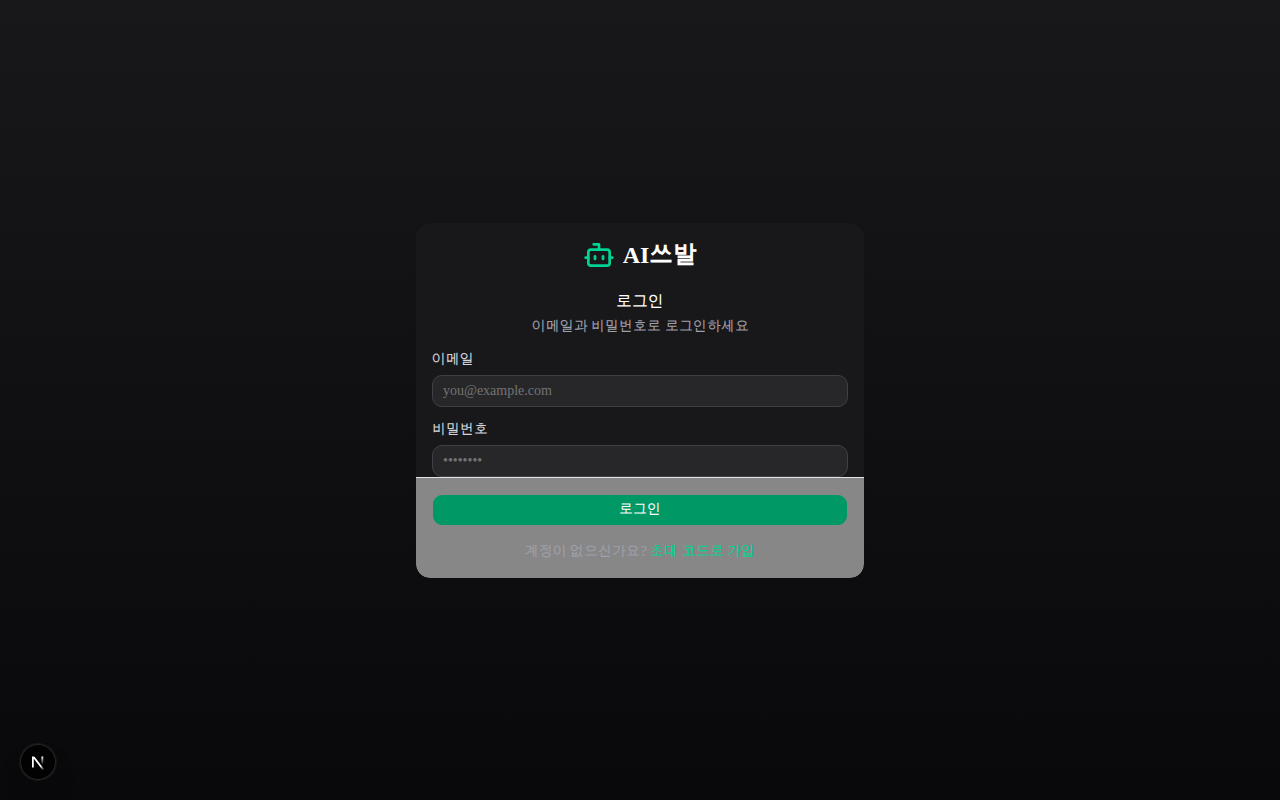 AI쓰발
로그인
이메일과 비밀번호로 로그인하세요
이메일
you@example.com
비밀번호
••••••••
로그인
계정이 없으신가요? 초대 코드로 가입
N